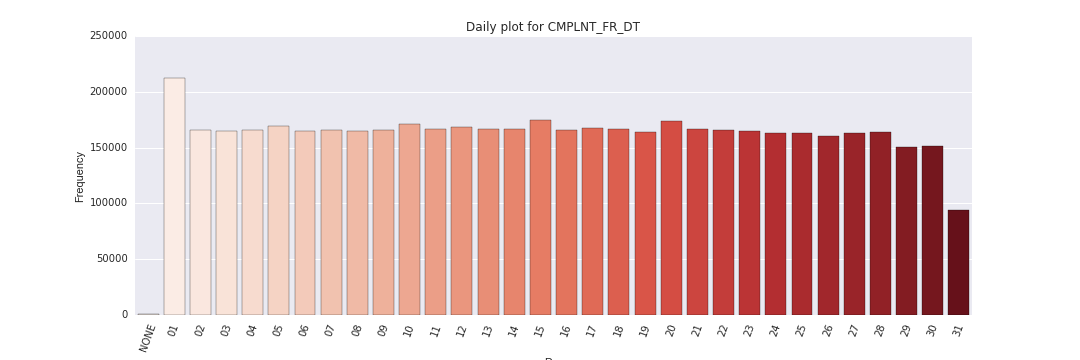 Daily plot for CMPLNT_FR_DT
250000
200000
150000
100000
50000
0
Frequency
NONE 01 02 03 04 05 06 07 08 09 10 11 12 13 14 15 16 17 18 19 20 21 22 23 24 25 26 27 28 29 30 31